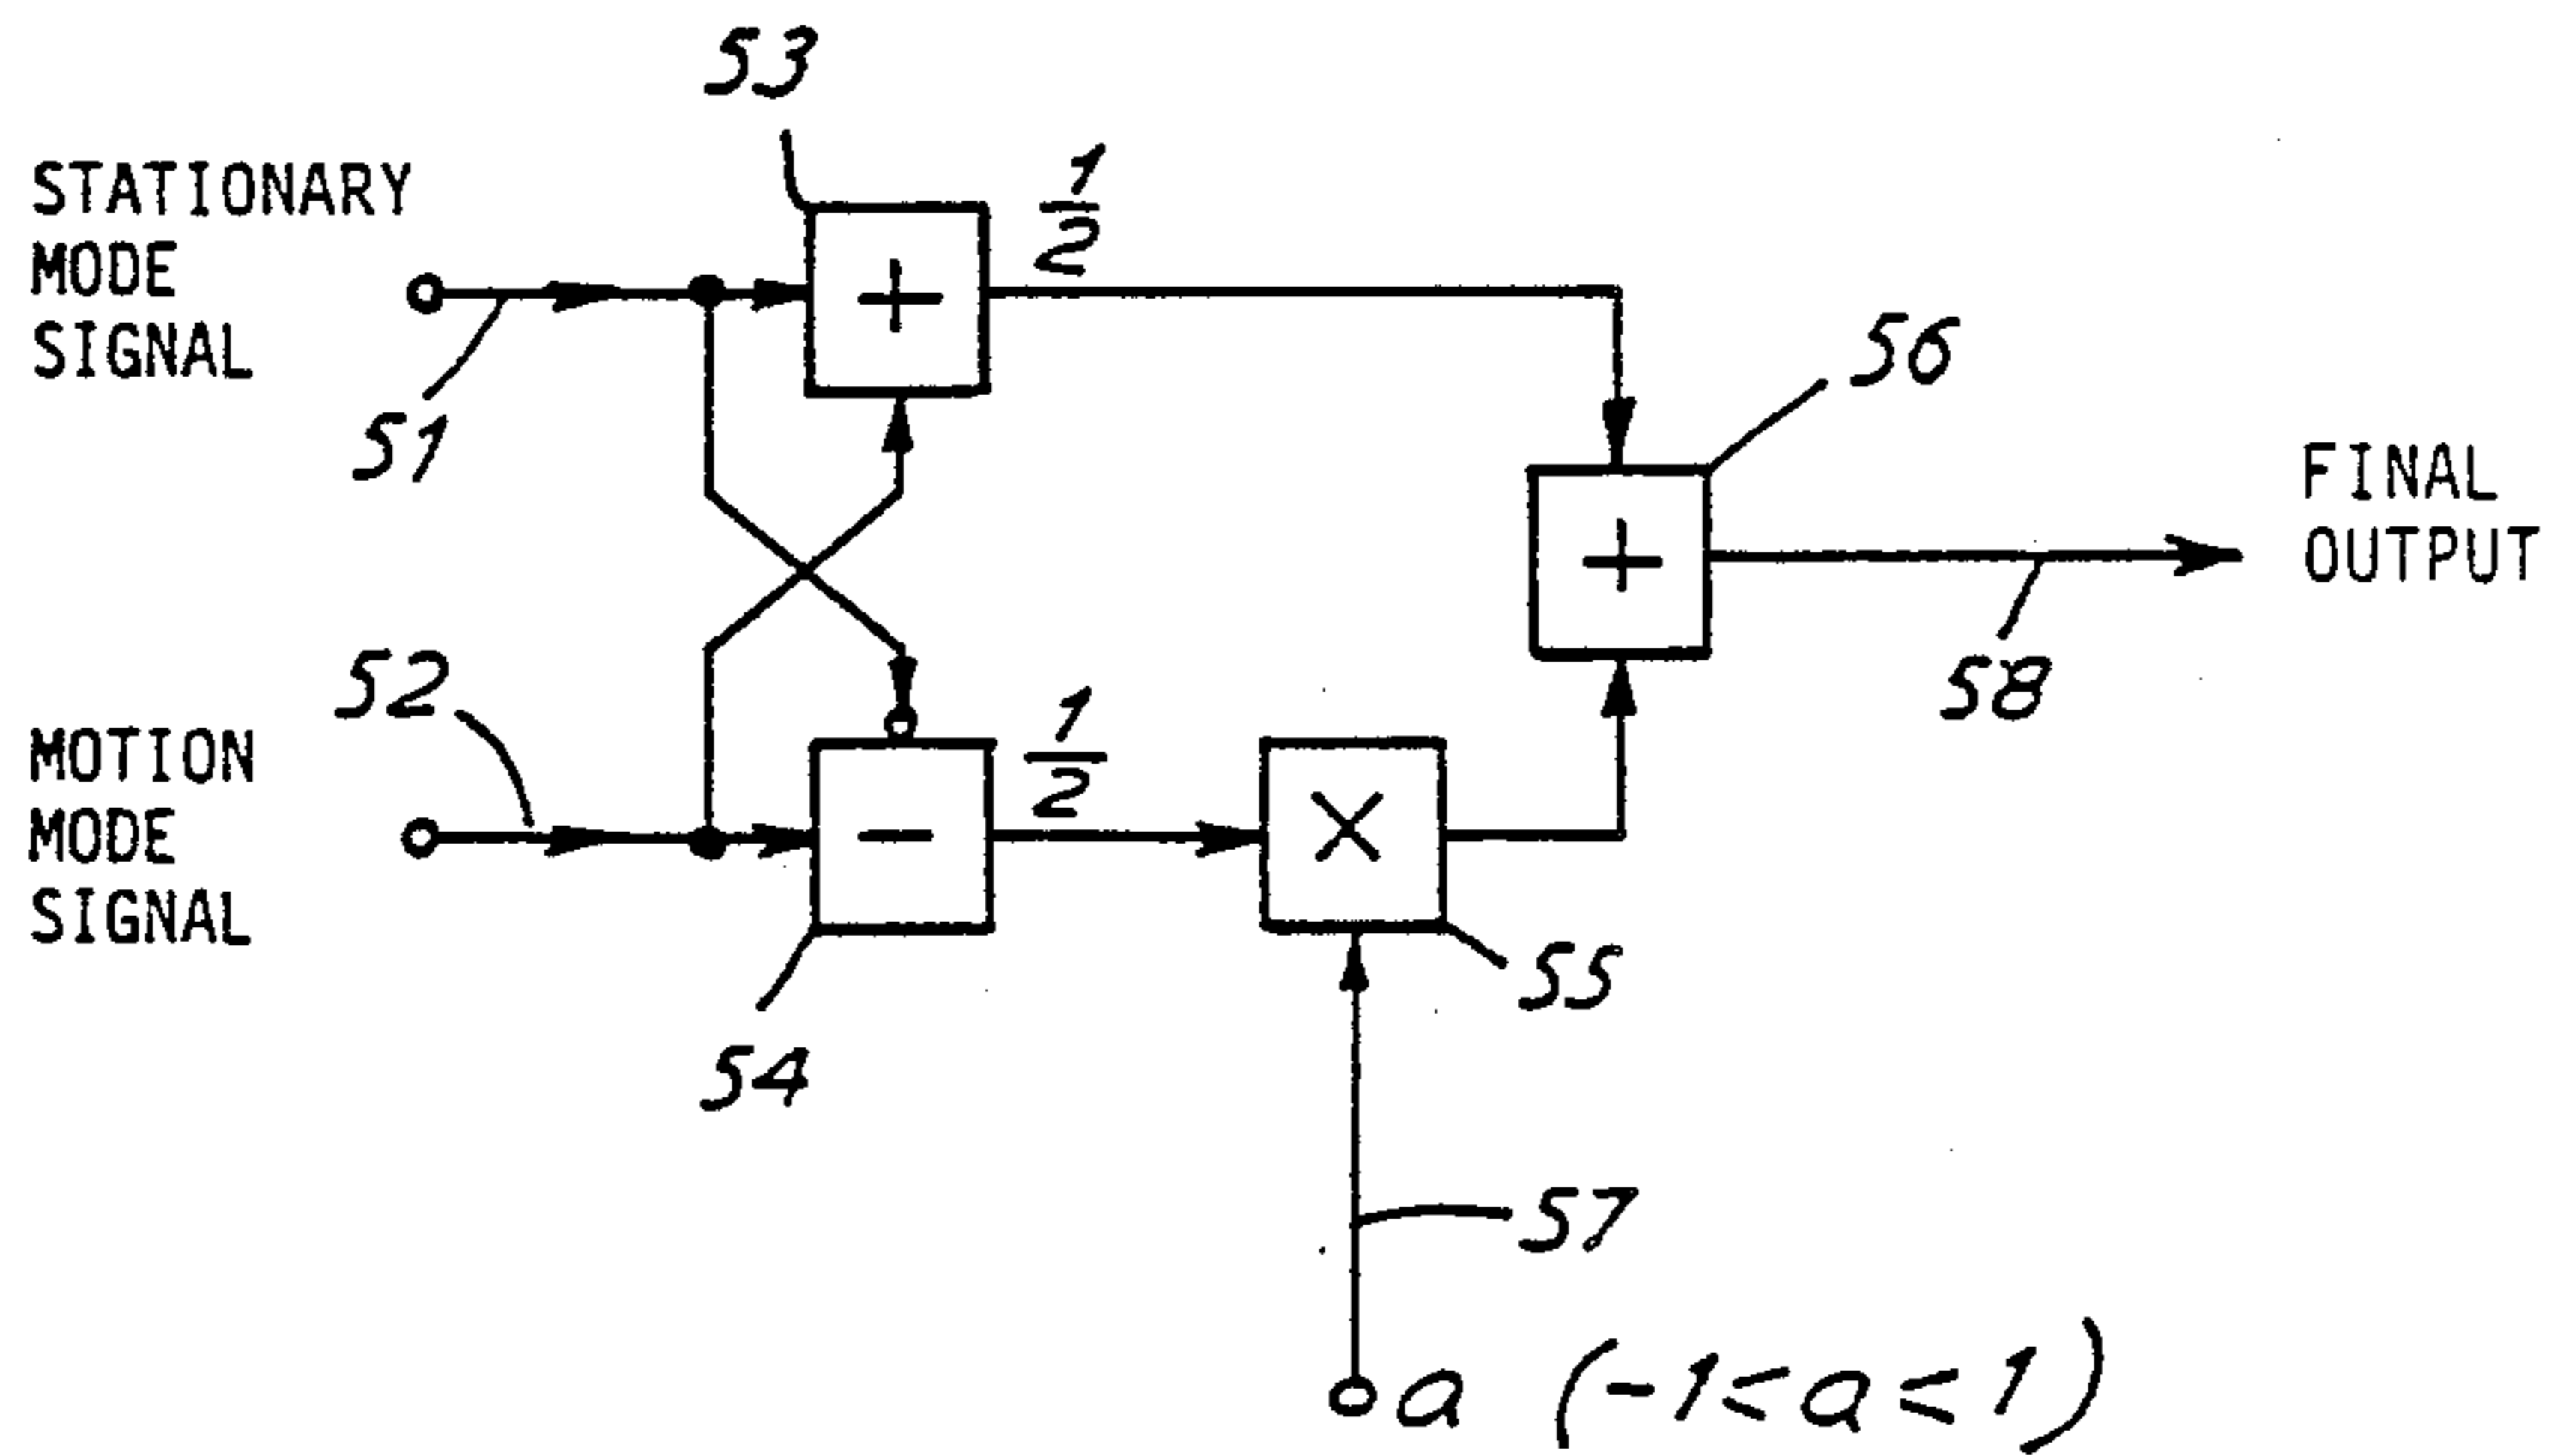 53
STATIONARY
MODE
SIGNAL
1/2
+
51
56
+
FINAL
OUTPUT
58
52
MOTION
MODE
SIGNAL
1/2
-
×
54
55
57
a (-1≤a≤1)